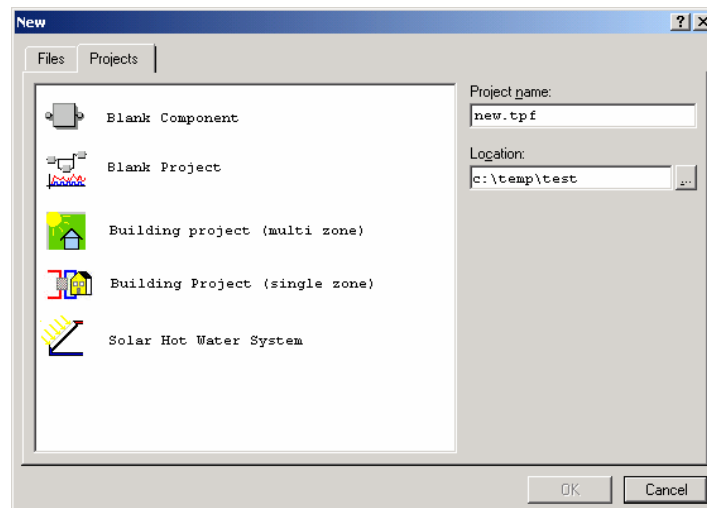 New
Files Projects
Blank Component
Blank Project
Building project (multi zone)
Building Project (single zone)
Solar Hot Water System
Project name:
new.tpf
Location:
c:\temp\test
...
OK Cancel